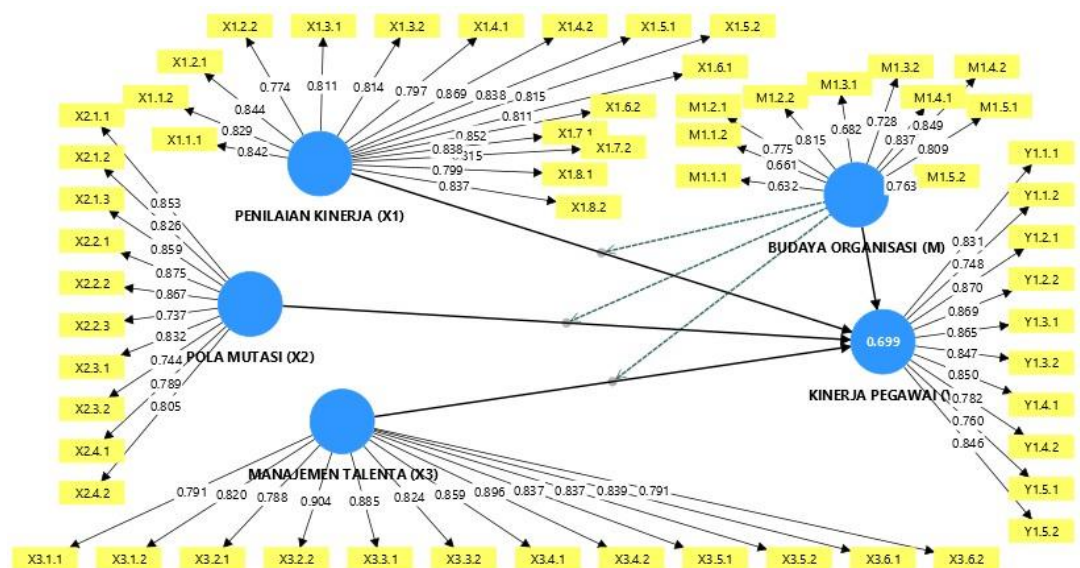 X1.2.2
X1.3.1
X1.3.2
X1.4.1
X1.4.2
X1.5.1
X1.5.2
X1.2.1
X1.1.2
X1.1.1
X1.6.1
X1.6.2
X1.7.1
X1.7.2
X1.8.1
X1.8.2
0.842
0.829
0.844
0.774
0.811
0.814
0.797
0.869
0.838
0.815
0.811
0.852
0.838
0.799
0.837
PENILAIAN KINERJA (X1)
M1.1.1
M1.1.2
M1.2.1
M1.2.2
M1.3.1
M1.3.2
M1.4.1
M1.4.2
M1.5.1
M1.5.2
0.632
0.661
0.775
0.815
0.682
0.728
0.837
0.849
0.809
0.763
BUDAYA ORGANISASI (M)
X2.1.1
X2.1.2
X2.1.3
X2.2.1
X2.2.2
X2.2.3
X2.3.1
X2.3.2
X2.4.1
X2.4.2
0.853
0.826
0.859
0.875
0.867
0.737
0.832
0.744
0.789
0.805
POLA MUTASI (X2)
Y1.1.1
Y1.1.2
Y1.2.1
Y1.2.2
Y1.3.1
Y1.3.2
Y1.4.1
Y1.4.2
Y1.5.1
Y1.5.2
0.831
0.748
0.870
0.869
0.865
0.847
0.850
0.782
0.760
0.846
0.699
KINERJA PEGAWAI (
MANAJEMEN TALENTA (X3)
0.791
0.820
0.788
0.904
0.885
0.824
0.859
0.896
0.837
0.837
0.839
0.791
X3.1.1
X3.1.2
X3.2.1
X3.2.2
X3.3.1
X3.3.2
X3.4.1
X3.4.2
X3.5.1
X3.5.2
X3.6.1
X3.6.2